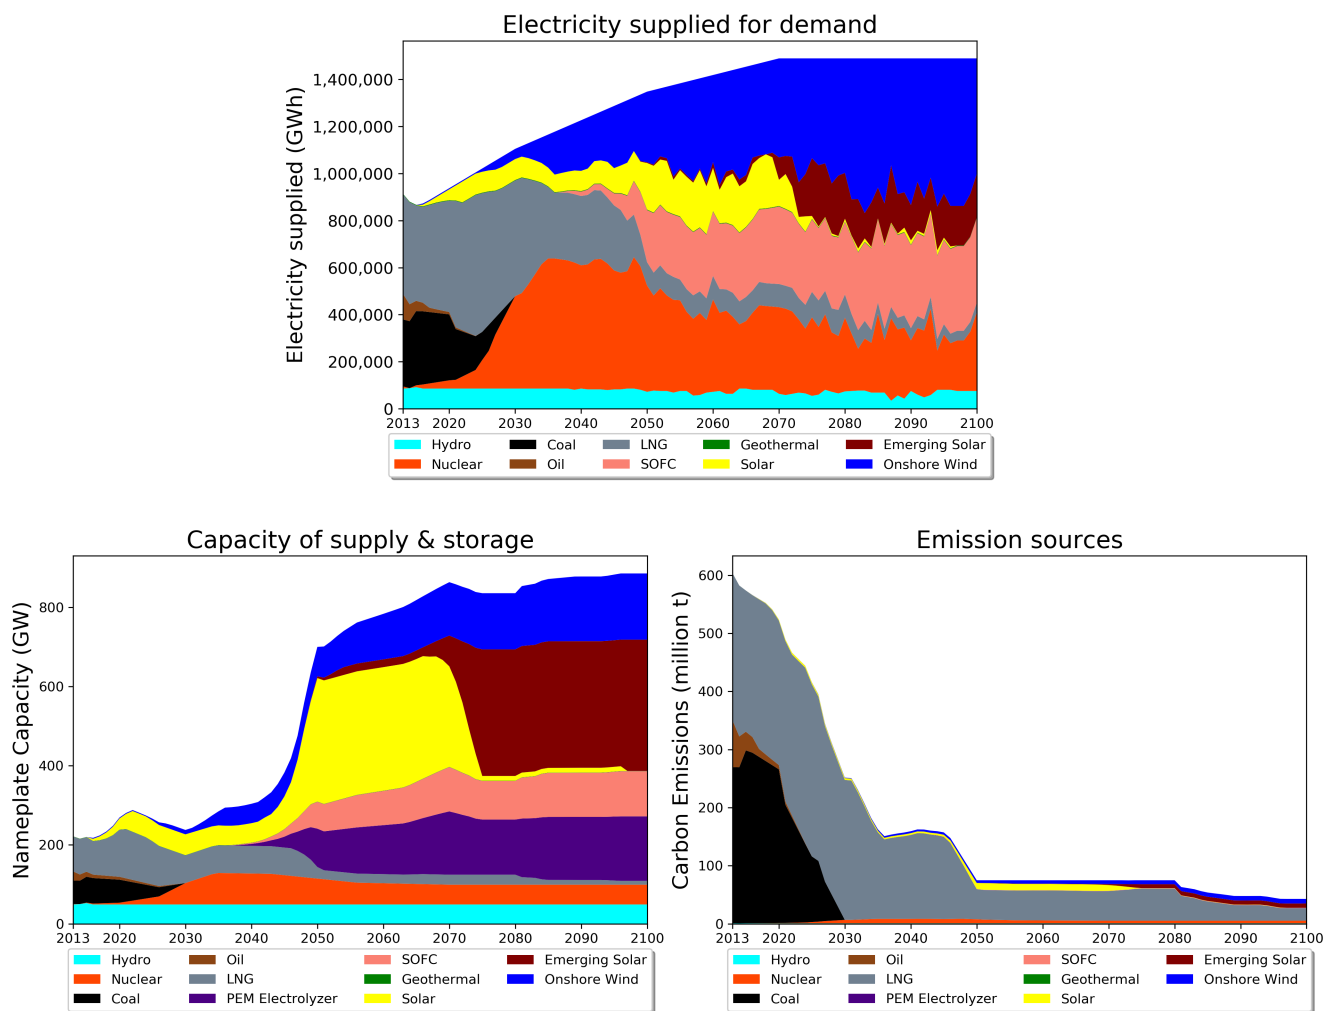 Electricity supplied for demand
Electricity supplied (GWh)
1,400,000
1,200,000
1,000,000
800,000
600,000
400,000
200,000
0
2013 2020 2030 2040 2050 2060 2070 2080 2090 2100
Hydro Coal LNG Geothermal Emerging Solar
Nuclear Oil SOFC Solar Onshore Wind
Capacity of supply & storage
Nameplate Capacity (GW)
800
600
400
200
0
2013 2020 2030 2040 2050 2060 2070 2080 2090 2100
Hydro Oil SOFC Emerging Solar
Nuclear LNG Geothermal Onshore Wind
Coal PEM Electrolyzer Solar
Emission sources
Carbon Emissions (million t)
600
500
400
300
200
100
0
2013 2020 2030 2040 2050 2060 2070 2080 2090 2100
Hydro Oil SOFC Emerging Solar
Nuclear LNG Geothermal Onshore Wind
Coal PEM Electrolyzer Solar